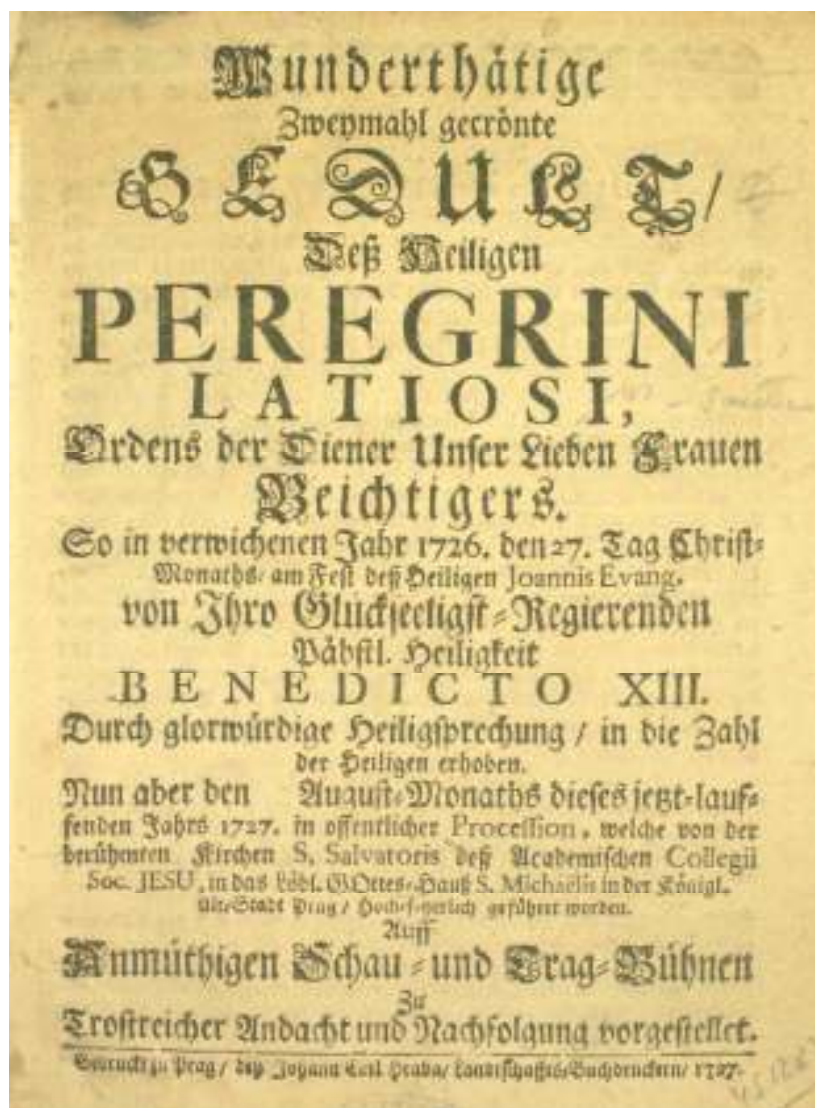 Wunderthätige
Zweymahl gecrönte
GEDULT /
Deß Heiligen
PEREGRINI
LATIOSI,
Ordens der Diener Unser Lieben Frauen
Beichtigers.
So in verwichenen Jahr 1726. den 27. Tag Christ-
Monaths / am Fest deß Heiligen Joannis Evang.
von Ihro Gluckseeligst-Regierenden
Päbstl. Heiligkeit
BENEDICTO XIII.
Durch glorwürdige Heiligsprechung / in die Zahl
der Heiligen erhoben.
Nun aber den August-Monaths dieses jetzt-lauf-
fenden Jahrs 1727. in offentlicher Procession, welche von der
berühmten Kirchen S. Salvatoris deß Academischen Collegii
Soc. JESU, in das Löbl. GOttes-Hauß S. Michaelis in der Königl.
Alt-Stadt Prag / Hoch-feyerlich geführet worden.
Auff
Anmüthigen Schau- und Trag-Bühnen
Zu
Trostreicher Andacht und Nachfolgung vorgestellet.
Gedruckt zu Prag / bey Johann Carl Hraba / Landschaffts-Buchdruckern / 1727.